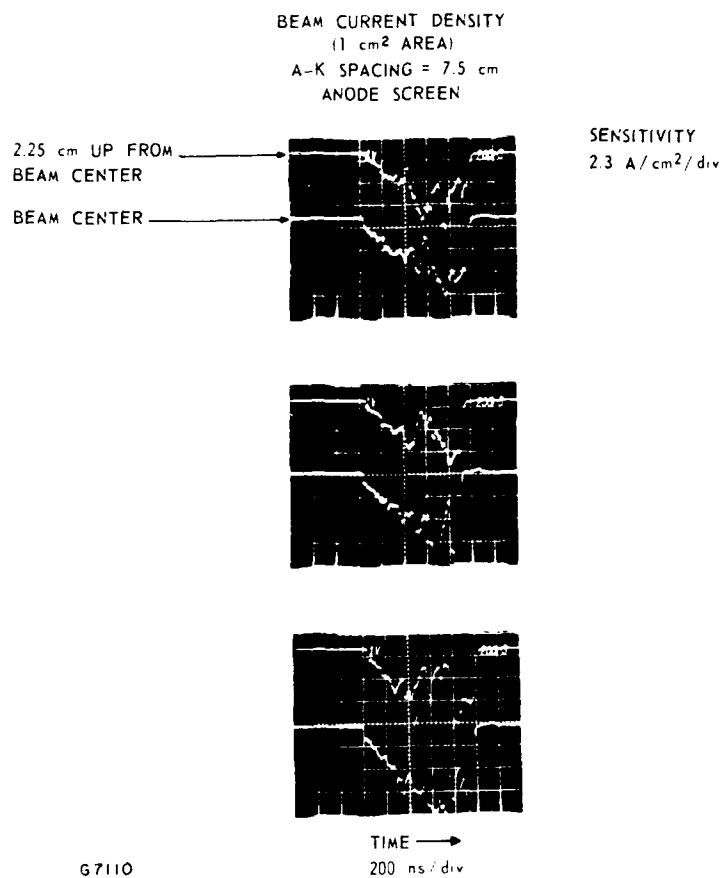 BEAM CURRENT DENSITY
(1 cm² AREA)
A-K SPACING = 7.5 cm
ANODE SCREEN
2.25 cm UP FROM
BEAM CENTER
BEAM CENTER
SENSITIVITY
2.3 A/cm²/div
TIME
200 ns/div
G7110